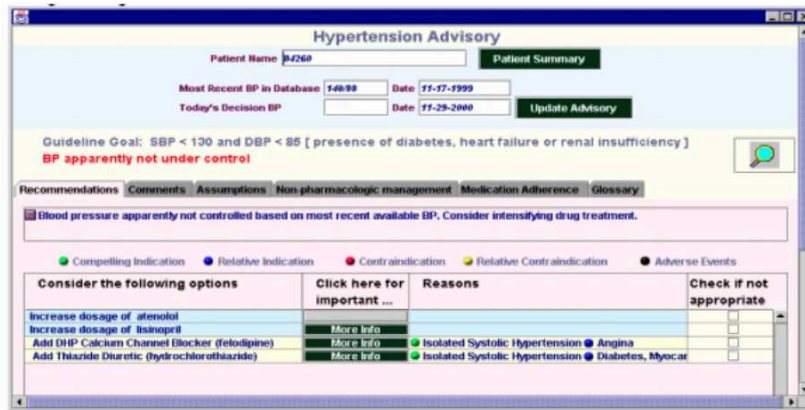 Hypertension Advisory
Patient Name 04260 Patient Summary
Most Recent BP in Database 140/80 Date 11-17-1999
Today's Decision BP Date 11-29-2000 Update Advisory
Guideline Goal: SBP < 130 and DBP < 85 [ presence of diabetes, heart failure or renal insufficiency ]
BP apparently not under control
Recommendations Comments Assumptions Non-pharmacologic management Medication Adherence Glossary
Blood pressure apparently not controlled based on most recent available BP. Consider intensifying drug treatment.
Compelling Indication Relative Indication Contraindication Relative Contraindication Adverse Events
Consider the following options Click here for important ... Reasons Check if not appropriate
Increase dosage of atenolol
Increase dosage of lisinopril More Info
Add DHP Calcium Channel Blocker (felodipine) More Info Isolated Systolic Hypertension Angina
Add Thiazide Diuretic (hydrochlorothiazide) More Info Isolated Systolic Hypertension Diabetes, Myocar